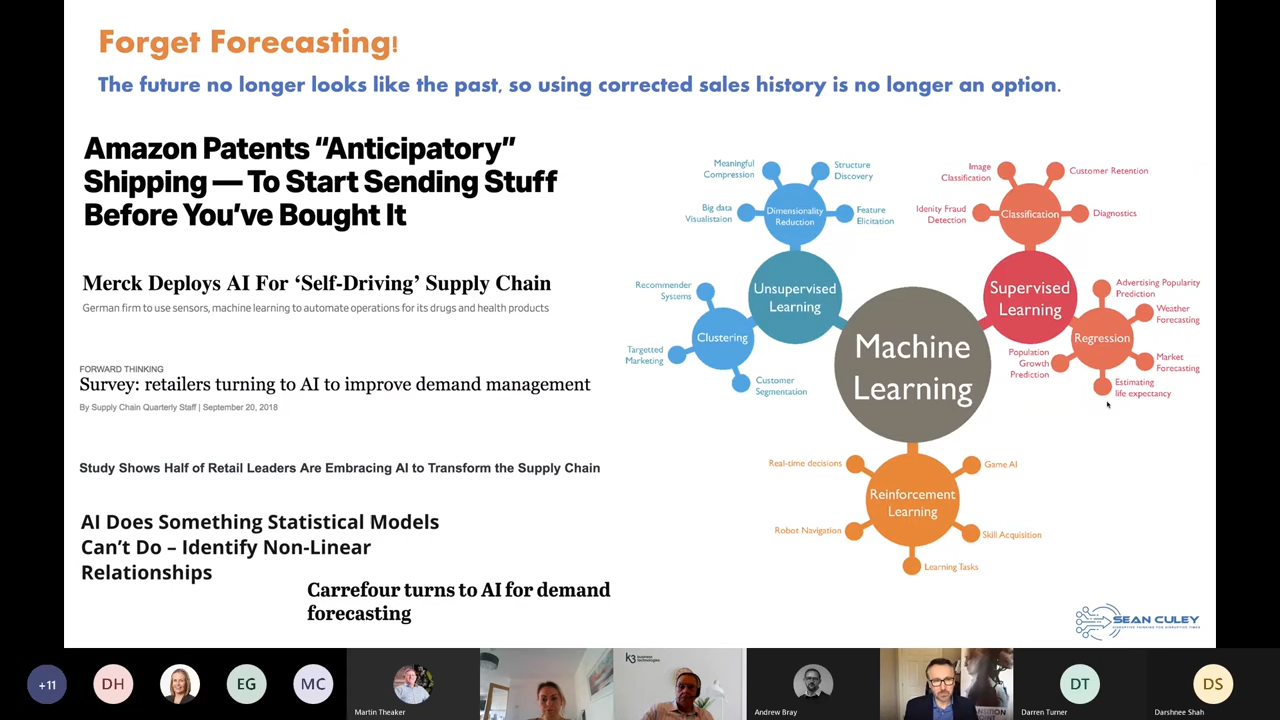 Forget Forecasting!
The future no longer looks like the past, so using corrected sales history is no longer an option.
Amazon Patents “Anticipatory”
Shipping — To Start Sending Stuff
Before You’ve Bought It
Merck Deploys AI For ‘Self-Driving’ Supply Chain
German firm to use sensors, machine learning to automate operations for its drugs and health products
FORWARD THINKING
Survey: retailers turning to AI to improve demand management
By Supply Chain Quarterly Staff | September 20, 2018
Study Shows Half of Retail Leaders Are Embracing AI to Transform the Supply Chain
AI Does Something Statistical Models
Can’t Do – Identify Non-Linear
Relationships
Carrefour turns to AI for demand
forecasting
Meaningful
Compression
Structure
Discovery
Big data
Visualistaion
Dimensionality
Reduction
Feature
Elicitation
Recommender
Systems
Unsupervised
Learning
Clustering
Targetted
Marketing
Customer
Segmentation
Machine
Learning
Image
Classification
Customer Retention
Idenity Fraud
Detection
Classification
Diagnostics
Supervised
Learning
Advertising Popularity
Prediction
Weather
Forecasting
Regression
Population
Growth
Prediction
Market
Forecasting
Estimating
life expectancy
Real-time decisions
Game AI
Reinforcement
Learning
Robot Navigation
Skill Acquisition
Learning Tasks
SEAN CULEY
DISRUPTIVE THINKING FOR DISRUPTIVE TIMES
+11
DH
EG
MC
Martin Theaker
k3 business
technologies
Andrew Bray
DT
Darren Turner
DS
Darshnee Shah